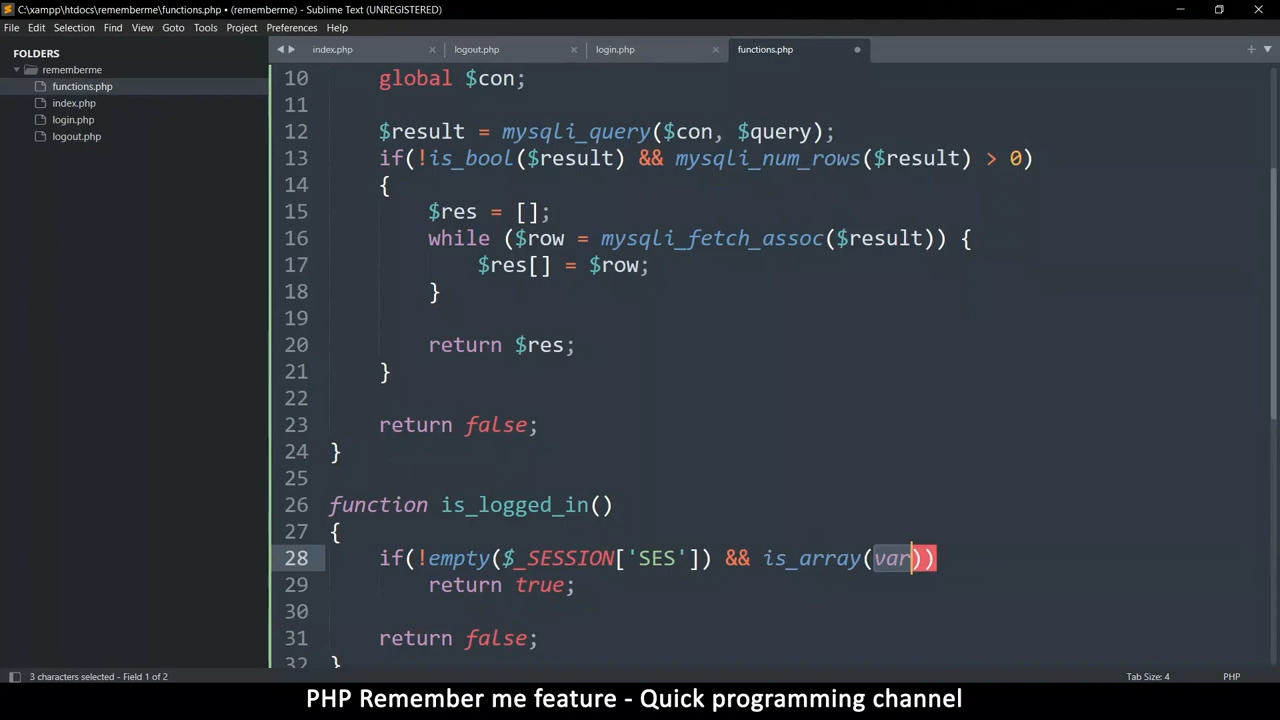 C:\xampp\htdocs\rememberme\functions.php • (rememberme) - Sublime Text (UNREGISTERED)
File Edit Selection Find View Goto Tools Project Preferences Help
FOLDERS
rememberme
functions.php
index.php
login.php
logout.php
index.php logout.php login.php functions.php
10 global $con;
11
12 $result = mysqli_query($con, $query);
13 if(!is_bool($result) && mysqli_num_rows($result) > 0)
14 {
15 $res = [];
16 while ($row = mysqli_fetch_assoc($result)) {
17 $res[] = $row;
18 }
19
20 return $res;
21 }
22
23 return false;
24 }
25
26 function is_logged_in()
27 {
28 if(!empty($_SESSION['SES']) && is_array(var))
29 return true;
30
31 return false;
32 }
3 characters selected - Field 1 of 2 Tab Size: 4 PHP
PHP Remember me feature - Quick programming channel